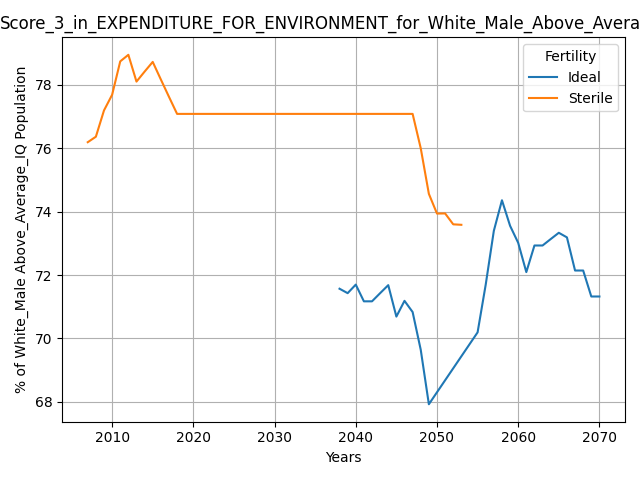 Score_3_in_EXPENDITURE_FOR_ENVIRONMENT_for_White_Male_Above_Avera
Fertility
Ideal
Sterile
% of White_Male Above_Average_IQ Population
78
76
74
72
70
68
2010 2020 2030 2040 2050 2060 2070
Years